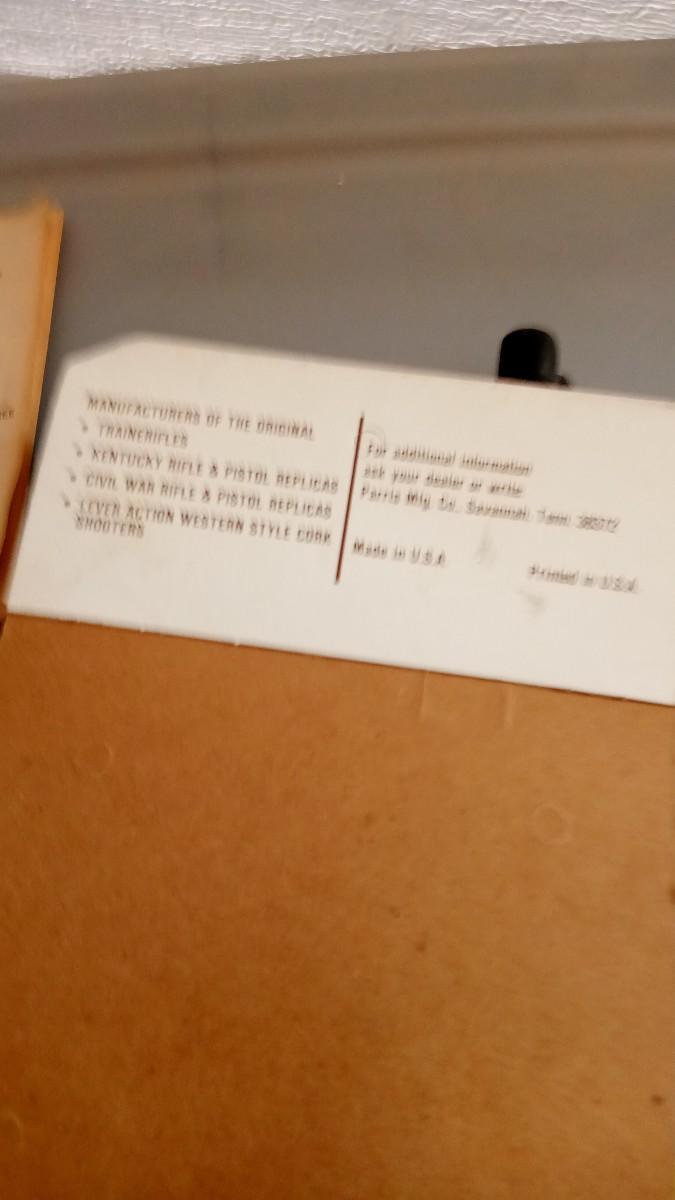 MANUFACTURERS OF THE ORIGINAL
TRAINERIFLES
KENTUCKY RIFLE & PISTOL REPLICAS
CIVIL WAR RIFLE & PISTOL REPLICAS
LEVER ACTION WESTERN STYLE CORK
SHOOTERS
For additional information
ask your dealer or write
Parris Mfg. Co. Savannah, Tenn.
Made in U.S.A.
Printed in U.S.A.